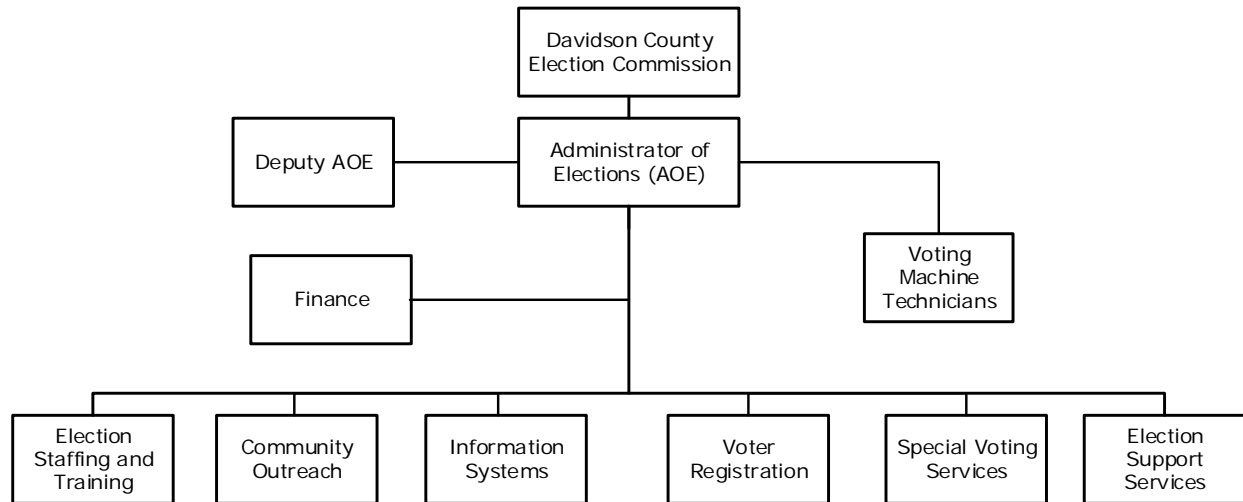 Davidson County
Election Commission
Deputy AOE
Administrator of
Elections (AOE)
Voting
Machine
Technicians
Finance
Election
Staffing and
Training
Community
Outreach
Information
Systems
Voter
Registration
Special Voting
Services
Election
Support
Services